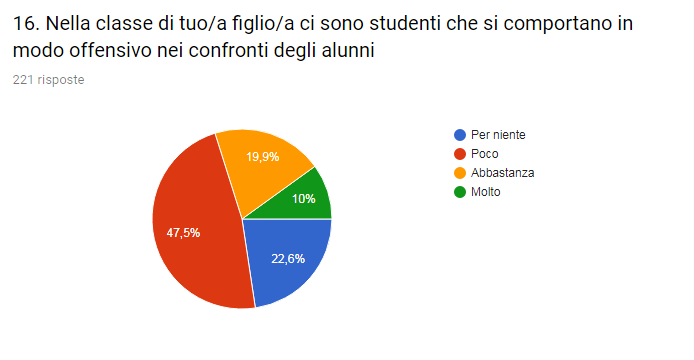 16. Nella classe di tuo/a figlio/a ci sono studenti che si comportano in
modo offensivo nei confronti degli alunni
221 risposte
Per niente
Poco
Abbastanza
Molto
19,9%
10%
47,5%
22,6%